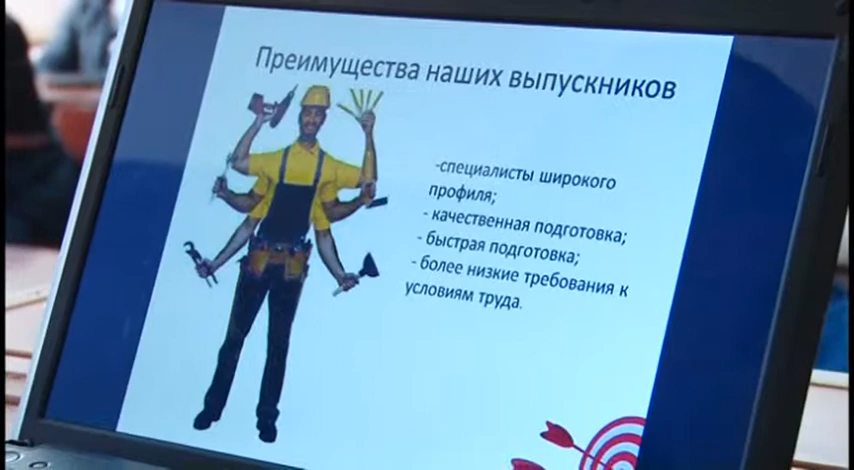 Преимущества наших выпускников
-специалисты широкого
профиля;
- качественная подготовка;
- быстрая подготовка;
- более низкие требования к
условиям труда.